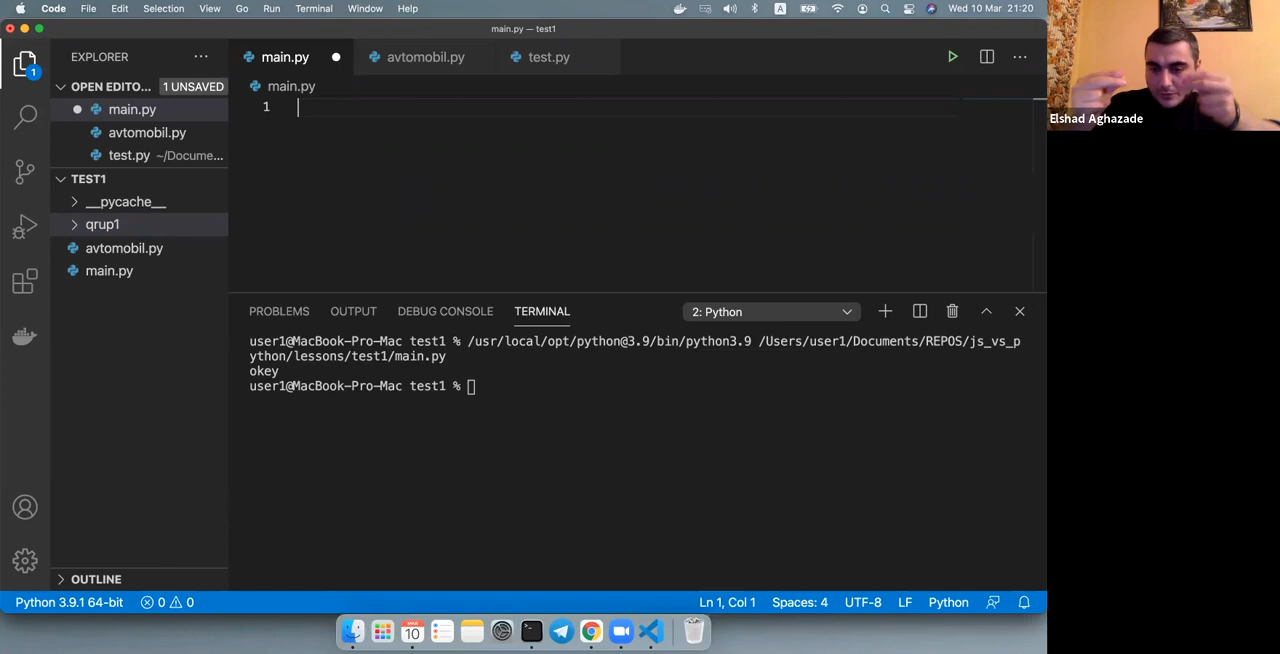 Code File Edit Selection View Go Run Terminal Window Help A Wed 10 Mar 21:20
main.py — test1
EXPLORER
main.py
avtomobil.py
test.py
1
OPEN EDITO... 1 UNSAVED
main.py
1
main.py
avtomobil.py
test.py ~/Docume...
TEST1
__pycache__
qrup1
avtomobil.py
main.py
OUTLINE
PROBLEMS OUTPUT DEBUG CONSOLE TERMINAL 2: Python
user1@MacBook-Pro-Mac test1 % /usr/local/opt/python@3.9/bin/python3.9 /Users/user1/Documents/REPOS/js_vs_p
ython/lessons/test1/main.py
okey
user1@MacBook-Pro-Mac test1 %
Python 3.9.1 64-bit 0 0 Ln 1, Col 1 Spaces: 4 UTF-8 LF Python
MAR
10
Elshad Aghazade